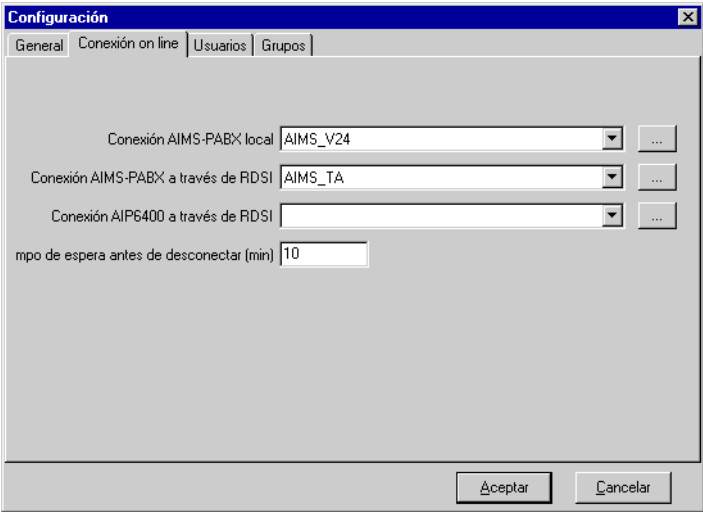 Configuración
General Conexión on line Usuarios Grupos
Conexión AIMS-PABX local AIMS_V24 ...
Conexión AIMS-PABX a través de RDSI AIMS_TA ...
Conexión AIP6400 a través de RDSI ...
mpo de espera antes de desconectar (min) 10
Aceptar Cancelar